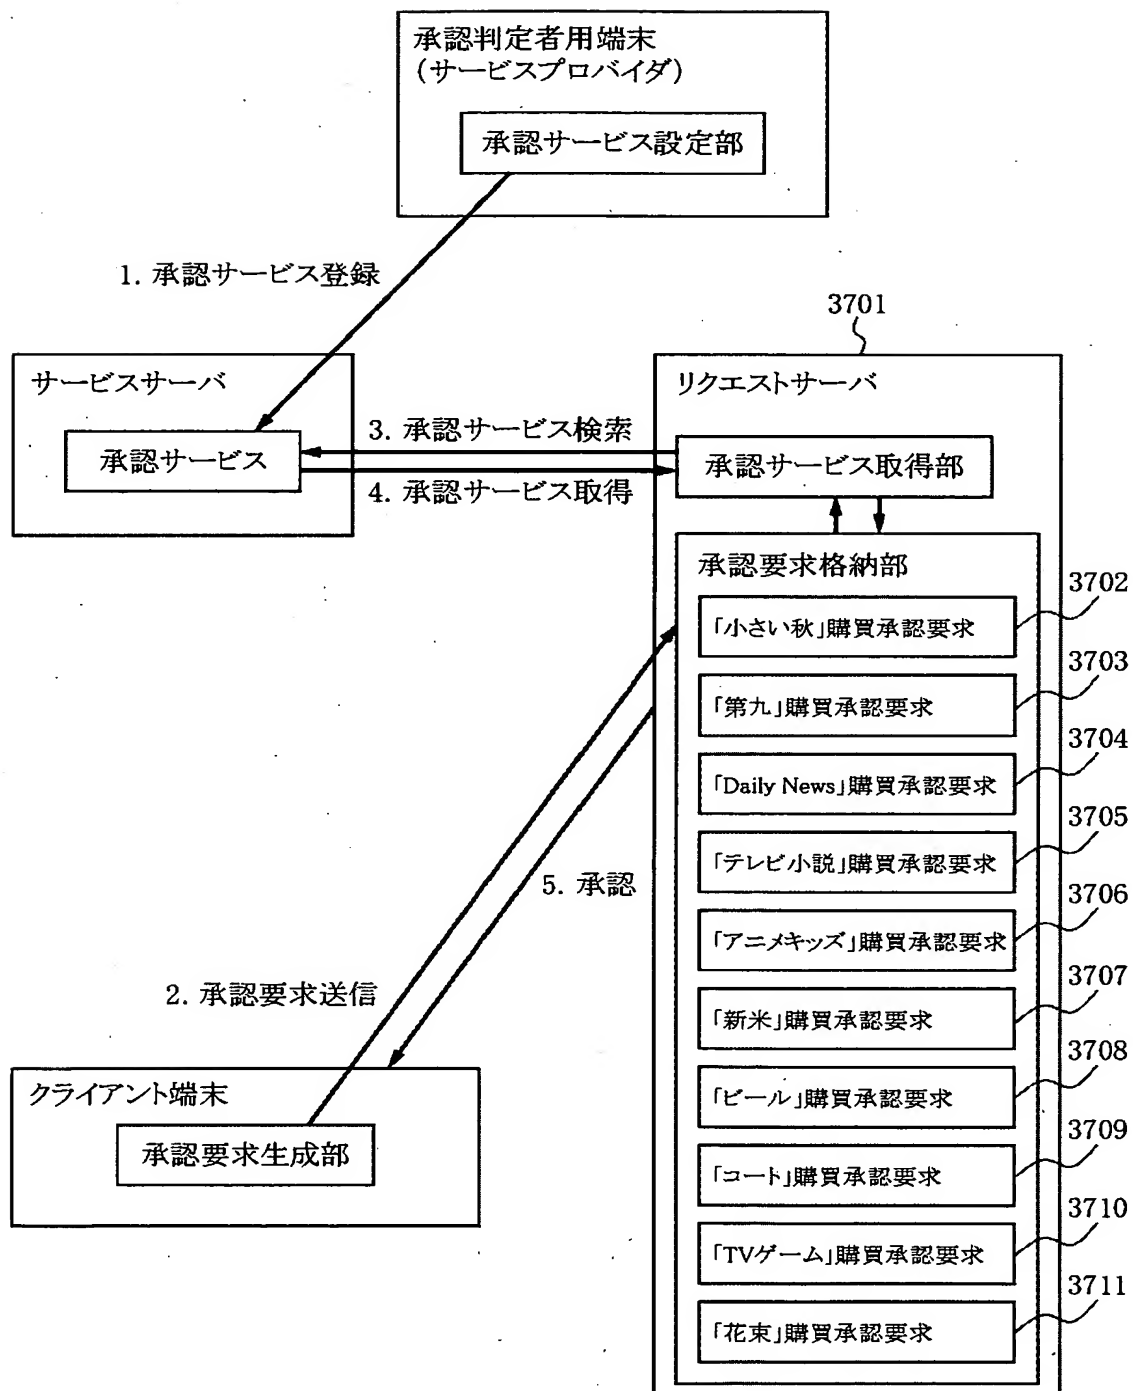 承認判定者用端末
(サービスプロバイダ)
承認サービス設定部
1. 承認サービス登録
3701
サービスサーバ
承認サービス
3. 承認サービス検索
4. 承認サービス取得
リクエストサーバ
承認サービス取得部
承認要求格納部
3702
「小さい秋」購買承認要求
3703
「第九」購買承認要求
3704
「Daily News」購買承認要求
3705
「テレビ小説」購買承認要求
3706
「アニメキッズ」購買承認要求
3707
「新米」購買承認要求
3708
「ビール」購買承認要求
3709
「コート」購買承認要求
3710
「TVゲーム」購買承認要求
3711
「花束」購買承認要求
5. 承認
2. 承認要求送信
クライアント端末
承認要求生成部